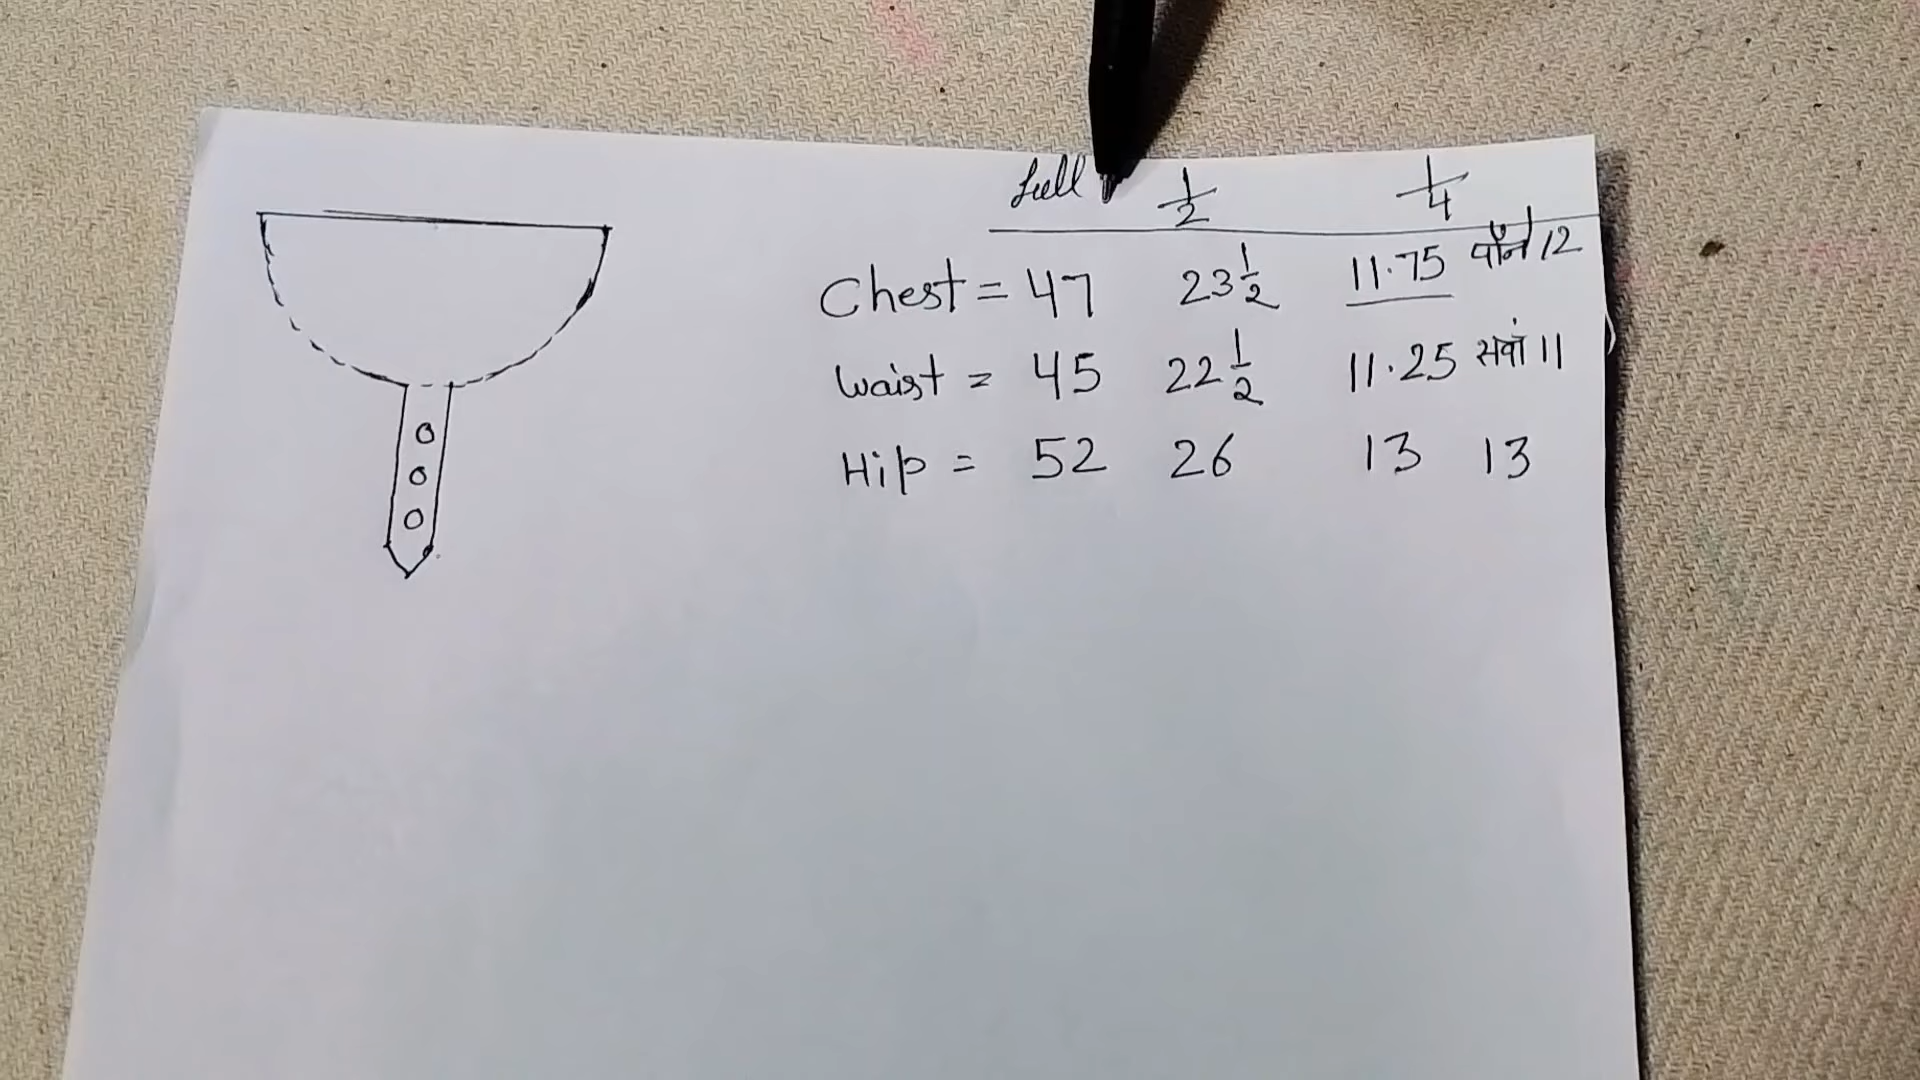 full 1/2 1/4
Chest = 47 23 1/2 11.75 पौन 12
Waist = 45 22 1/2 11.25 सवां 11
Hip = 52 26 13 13